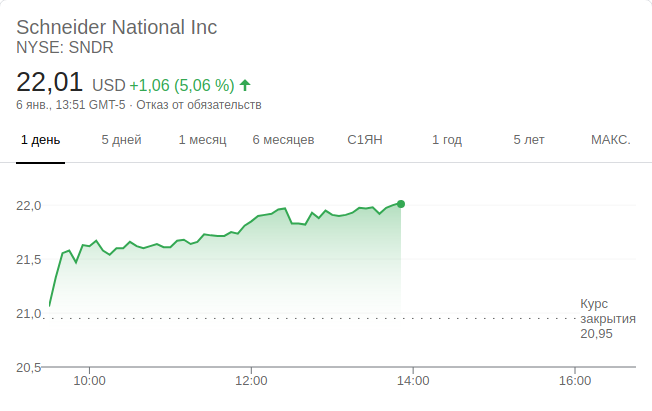 Schneider National Inc
NYSE: SNDR
22,01 USD +1,06 (5,06 %)
6 янв., 13:51 GMT-5 · Отказ от обязательств
1 день 5 дней 1 месяц 6 месяцев С1ЯН 1 год 5 лет МАКС.
22,0
21,5
21,0
20,5
Курс
закрытия
20,95
10:00 12:00 14:00 16:00